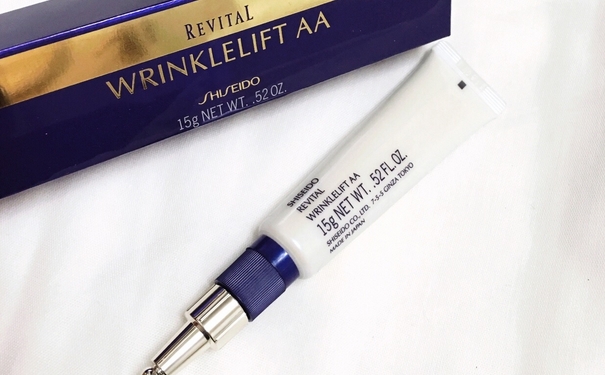 REVITAL
WRINKLELIFT AA
SHISEIDO
15g NET WT. .52 OZ.
SHISEIDO
REVITAL
WRINKLELIFT AA
15g NET WT. .52 FL. OZ.
SHISEIDO CO., LTD. 7-5-5 GINZA TOKYO
MADE IN JAPAN